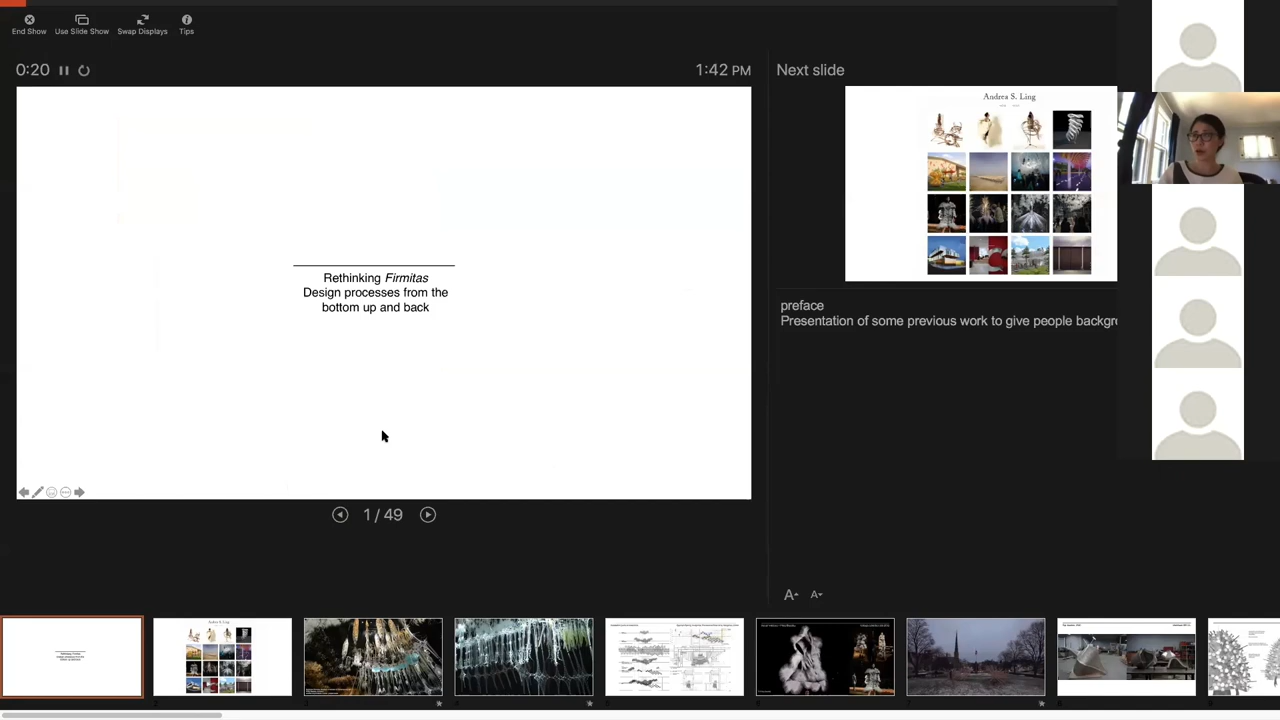 End Show
Use Slide Show
Swap Displays
Tips
0:20
1:42 PM
Next slide
Rethinking Firmitas
Design processes from the
bottom up and back
Andrea S. Ling
preface
Presentation of some previous work to give people backgr
1 / 49
A
A